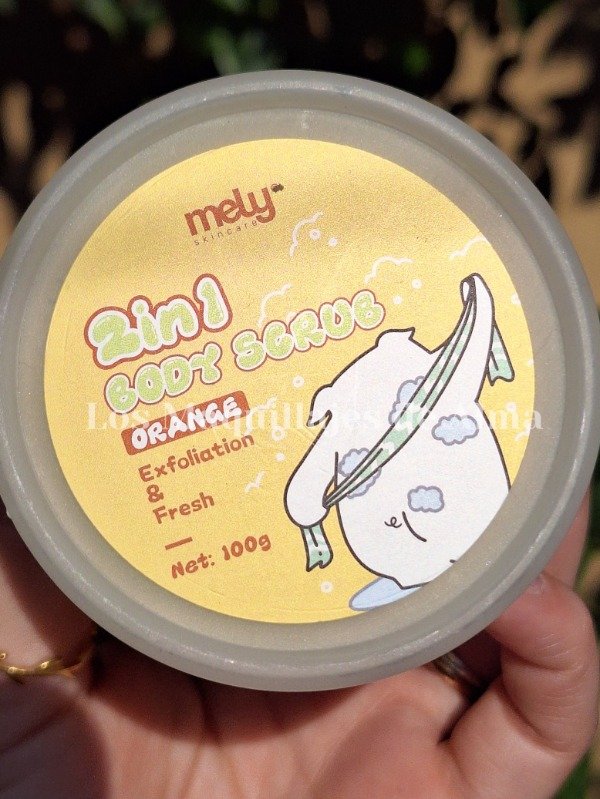 mely
skincare
2in1
BODY SCRUB
ORANGE
Exfoliation
&
Fresh
Net: 100g